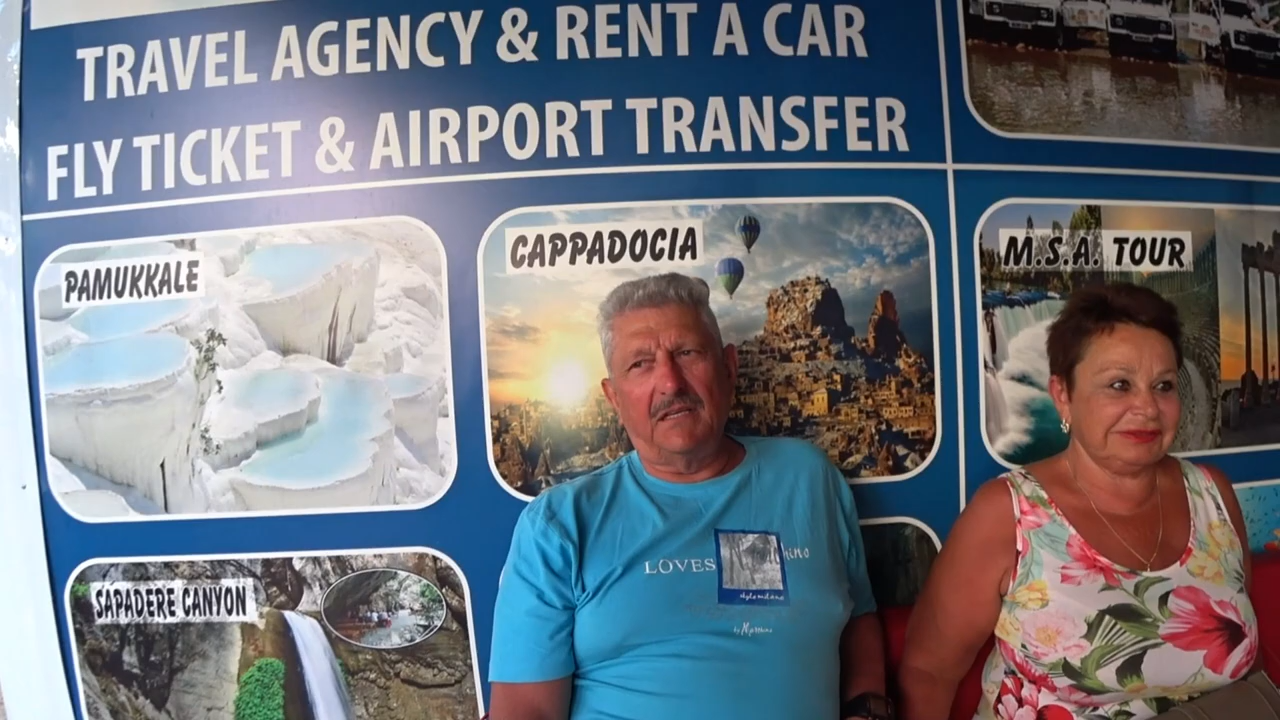 TRAVEL AGENCY & RENT A CAR
FLY TICKET & AIRPORT TRANSFER
PAMUKKALE
CAPPADOCIA
M.S.A. TOUR
SAPADERE CANYON
LOVES